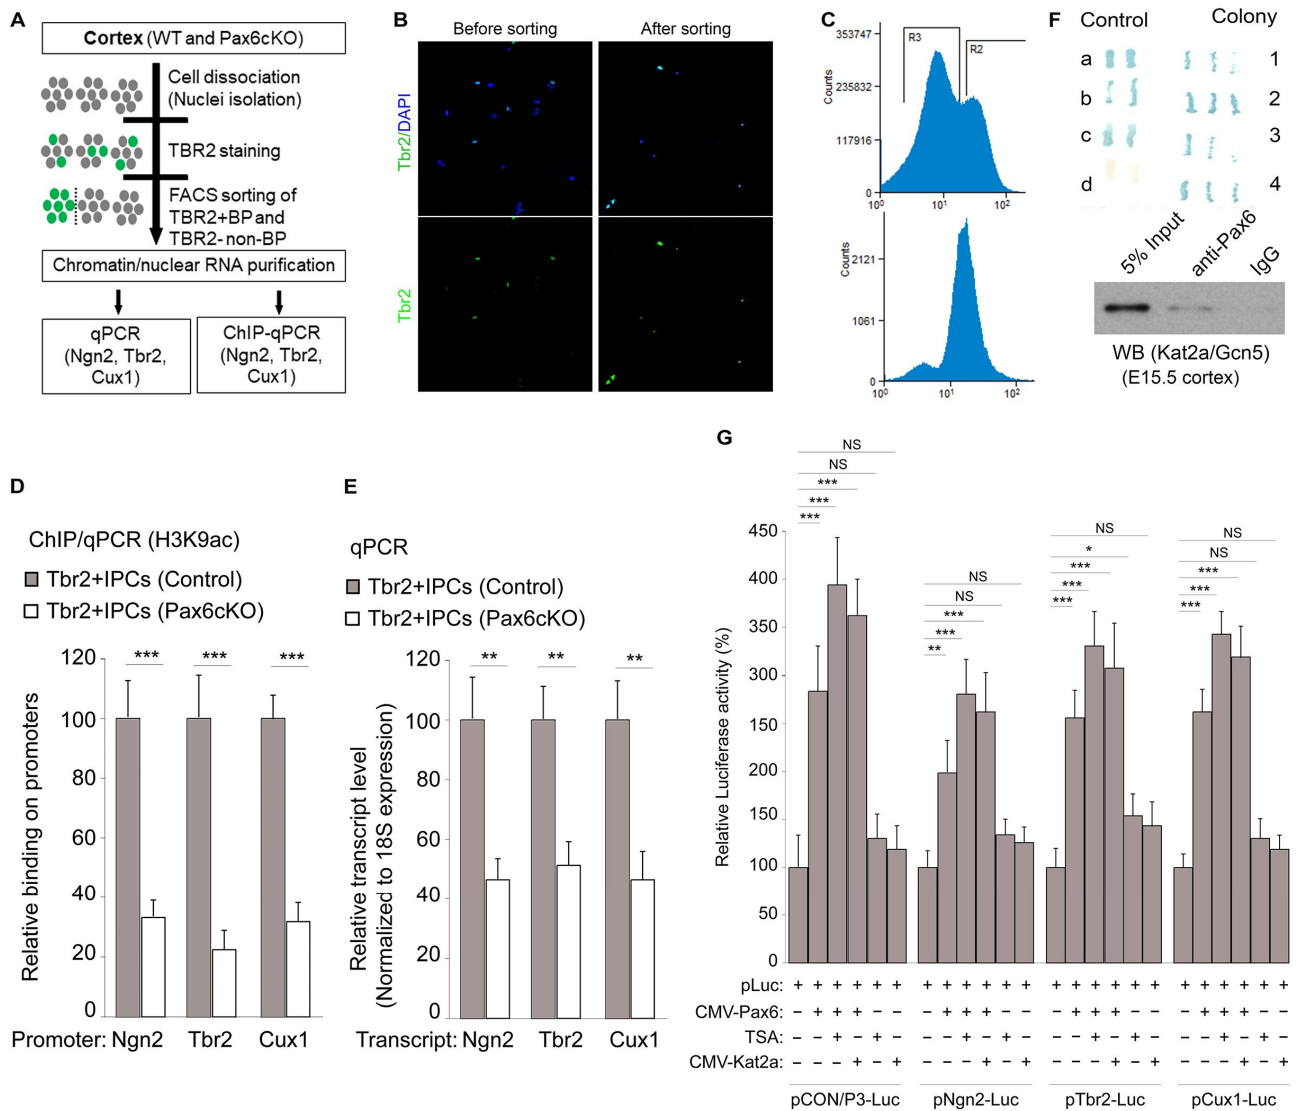 A
Cortex (WT and Pax6cKO)
Cell dissociation
(Nuclei isolation)
TBR2 staining
FACS sorting of
TBR2+BP and
TBR2- non-BP
Chromatin/nuclear RNA purification
qPCR
(Ngn2, Tbr2,
Cux1)
ChIP-qPCR
(Ngn2, Tbr2,
Cux1)
B
Before sorting
After sorting
Tbr2/DAPI
Tbr2
C
353747
235832
117916
0
Counts
R3
R2
10⁰
10¹
10²
2121
1061
0
Counts
10⁰
10¹
10²
F
Control
Colony
a
b
c
d
1
2
3
4
5% Input
anti-Pax6
IgG
WB (Kat2a/Gcn5)
(E15.5 cortex)
D
ChIP/qPCR (H3K9ac)
Tbr2+IPCs (Control)
Tbr2+IPCs (Pax6cKO)
120
100
80
60
40
20
0
Relative binding on promoters
*** *** ***
Promoter: Ngn2 Tbr2 Cux1
E
qPCR
Tbr2+IPCs (Control)
Tbr2+IPCs (Pax6cKO)
120
100
80
60
40
20
0
Relative transcript level
(Normalized to 18S expression)
** ** **
Transcript: Ngn2 Tbr2 Cux1
G
NS
NS
***
***
***
NS
NS
***
***
**
NS
*
***
***
***
NS
NS
***
***
***
450
400
350
300
250
200
150
100
50
0
Relative Luciferase activity (%)
pLuc: + + + + + + + + + + + + + + + + + + + + + + + +
CMV-Pax6: – + + + – – – + + + – – – + + + – – – + + + – –
TSA: – – + – + – – – + – + – – – + – + – – – + – + –
CMV-Kat2a: – – – + – + – – – + – + – – – + – + – – – + – +
pCON/P3-Luc pNgn2-Luc pTbr2-Luc pCux1-Luc